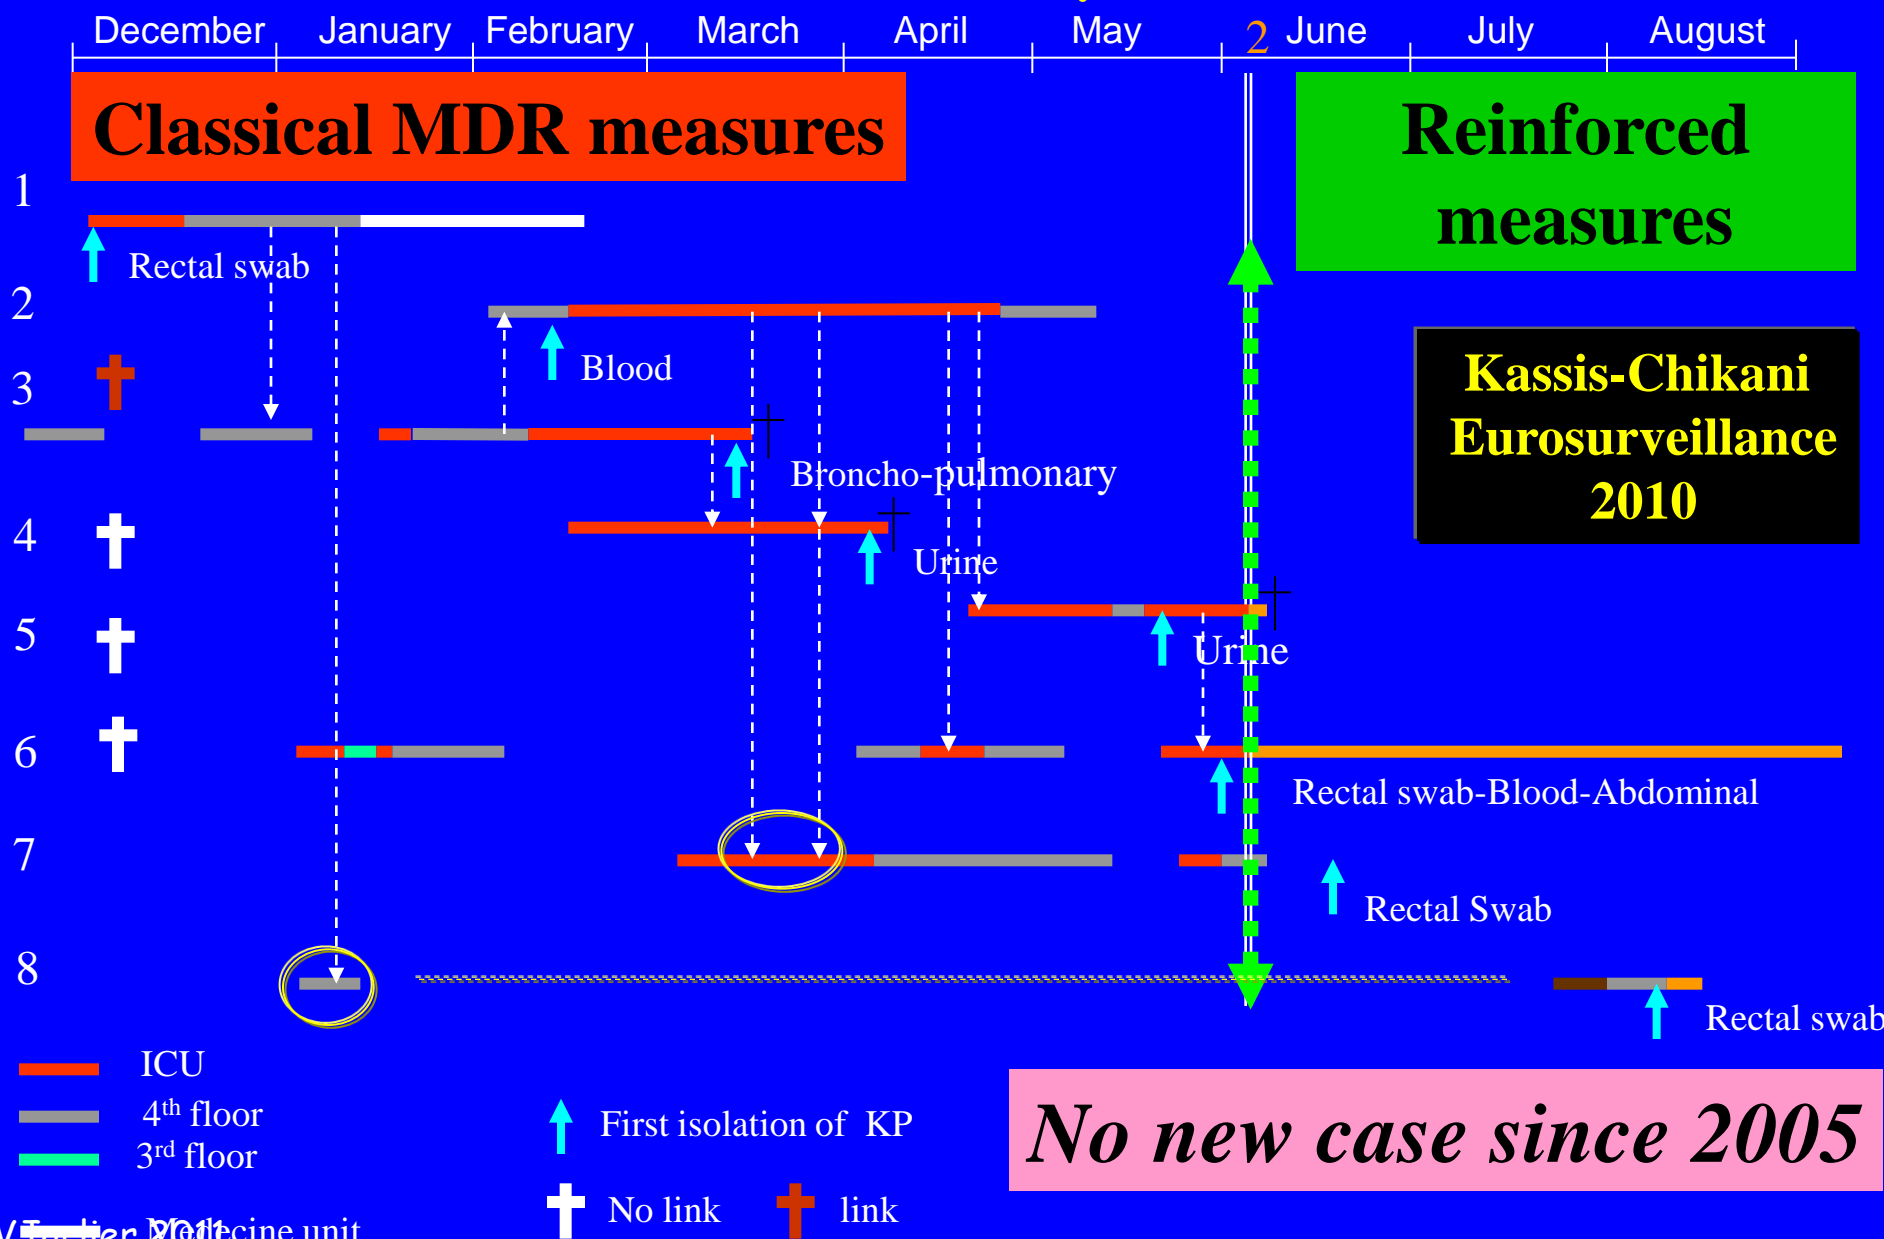 December January February March April May 2 June July August
Classical MDR measures
Reinforced
measures
1
Rectal swab
2
Blood
Kassis-Chikani
Eurosurveillance
2010
3
Broncho-pulmonary
4
Urine
5
Urine
6
Rectal swab-Blood-Abdominal
7
Rectal Swab
8
Rectal swab
ICU
4th floor
3rd floor
First isolation of KP
No new case since 2005
No link link
2011
unit